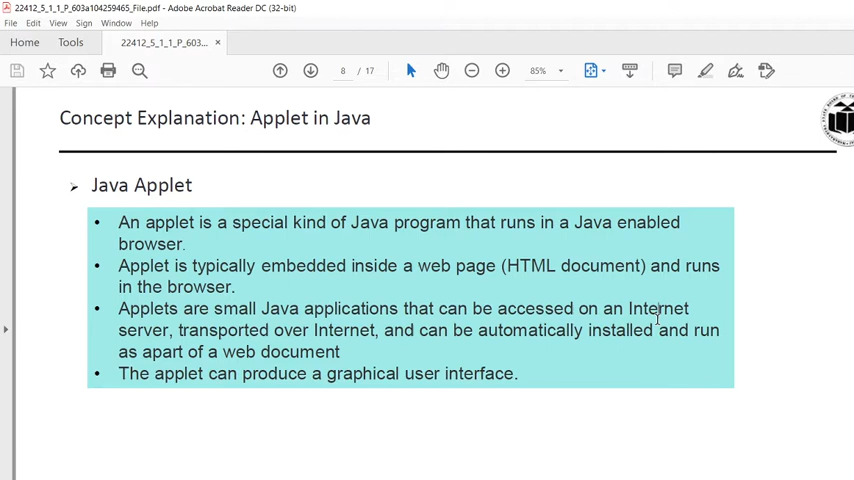 22412_5_1_1_P_603a104259465_File.pdf - Adobe Acrobat Reader DC (32-bit)
File Edit View Sign Window Help
Home Tools 22412_5_1_1_P_603... ×
8 / 17 85%
Concept Explanation: Applet in Java
➢ Java Applet
• An applet is a special kind of Java program that runs in a Java enabled
browser.
• Applet is typically embedded inside a web page (HTML document) and runs
in the browser.
• Applets are small Java applications that can be accessed on an Internet
server, transported over Internet, and can be automatically installed and run
as apart of a web document
• The applet can produce a graphical user interface.